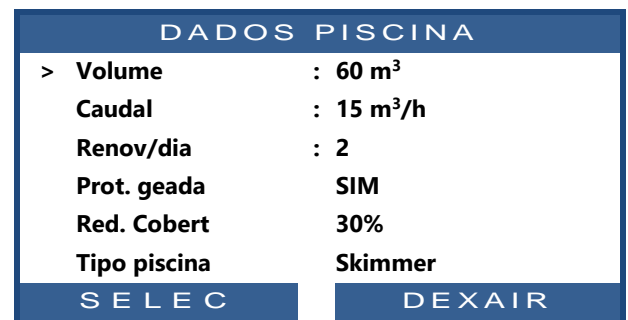 DADOS PISCINA
> Volume : 60 m³
Caudal : 15 m³/h
Renov/dia : 2
Prot. geada SIM
Red. Cobert 30%
Tipo piscina Skimmer
SELEC DEXAIR